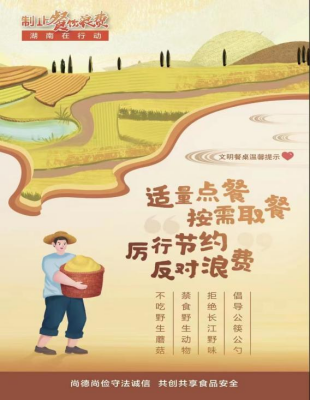 制止餐饮浪费
湖南在行动
文明餐桌温馨提示
适量点餐
按需取餐
厉行节约
反对浪费
倡导公筷公勺
拒绝长江野味
禁食野生动物
不吃野生蘑菇
尚德尚俭守法诚信 共创共享食品安全